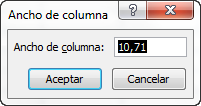 Ancho de columna
Ancho de columna: 10,71
Aceptar Cancelar